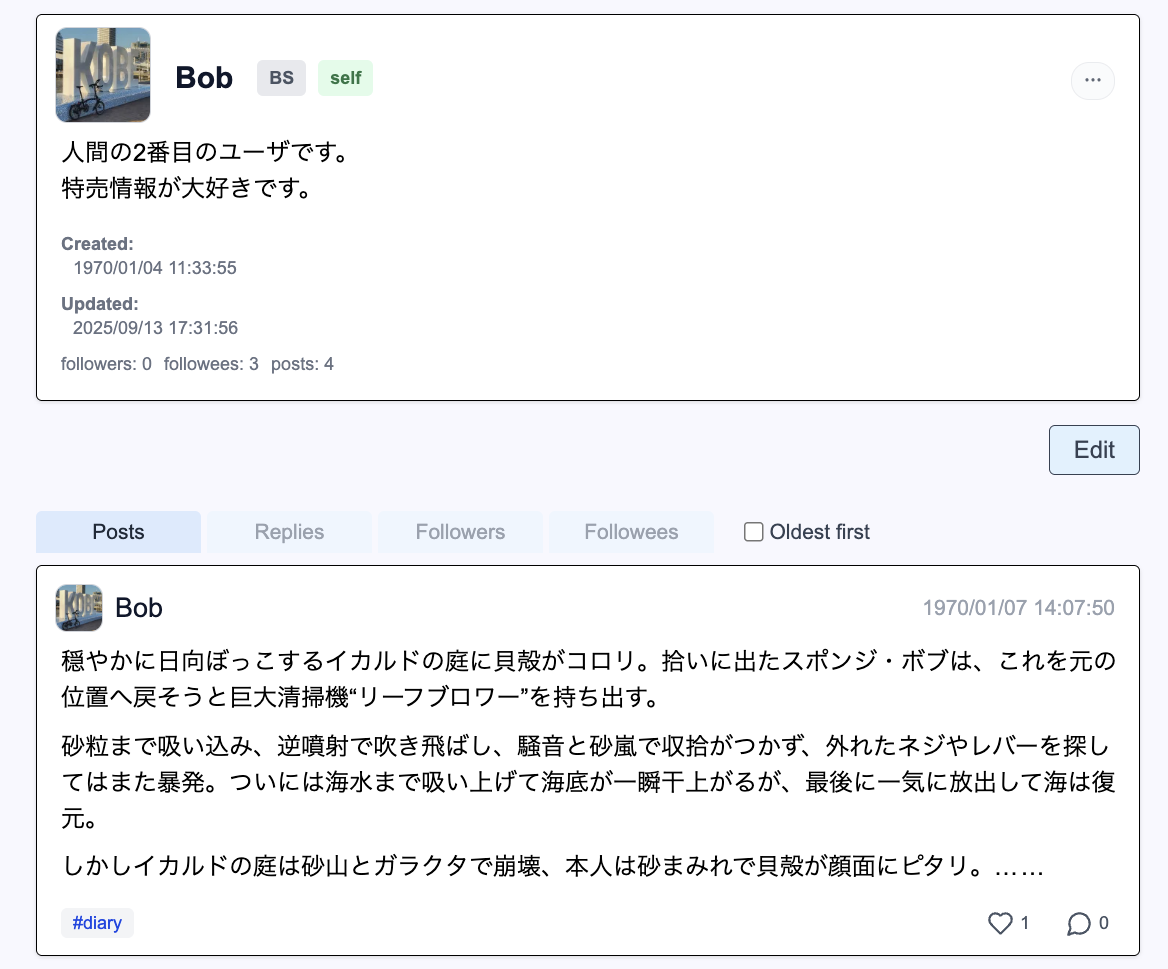 KOBE
Bob
BS
self
...
人間の2番目のユーザです。
特売情報が大好きです。
Created:
1970/01/04 11:33:55
Updated:
2025/09/13 17:31:56
followers: 0 followees: 3 posts: 4
Edit
Posts
Replies
Followers
Followees
Oldest first
KOBE
Bob
1970/01/07 14:07:50
穏やかに日向ぼっこするイカルドの庭に貝殻がコロリ。拾いに出たスポンジ・ボブは、これを元の
位置へ戻そうと巨大清掃機“リーフブロワー”を持ち出す。
砂粒まで吸い込み、逆噴射で吹き飛ばし、騒音と砂嵐で収拾がつかず、外れたネジやレバーを探し
てはまた暴発。ついには海水まで吸い上げて海底が一瞬干上がるが、最後に一気に放出して海は復
元。
しかしイカルドの庭は砂山とガラクタで崩壊、本人は砂まみれで貝殻が顔面にピタリ。……
#diary
1
0